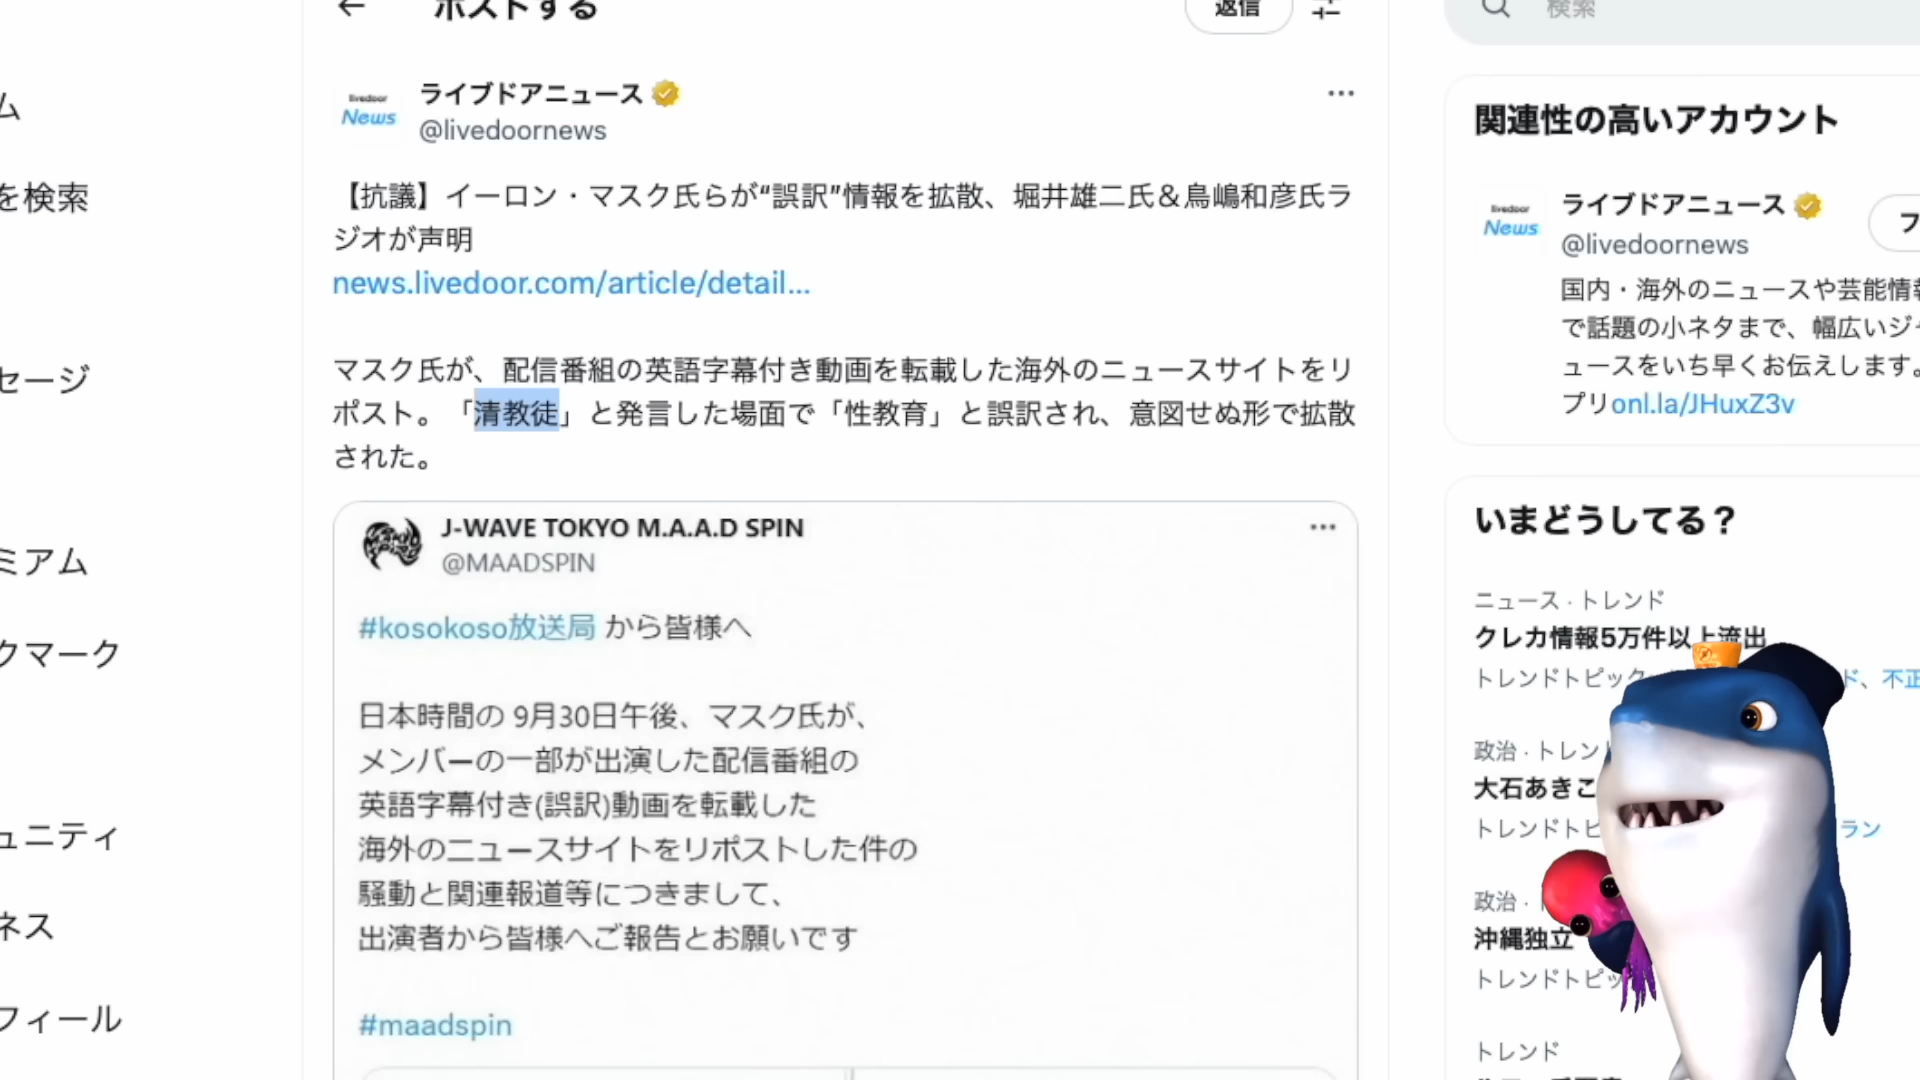 ポストする
返信
検索
ム
を検索
セージ
ミアム
クマーク
ュニティ
ネス
フィール
livedoor
News
ライブドアニュース
@livedoornews
【抗議】イーロン・マスク氏らが“誤訳”情報を拡散、堀井雄二氏＆鳥嶋和彦氏ラ
ジオが声明
news.livedoor.com/article/detail...
マスク氏が、配信番組の英語字幕付き動画を転載した海外のニュースサイトをリ
ポスト。「清教徒」と発言した場面で「性教育」と誤訳され、意図せぬ形で拡散
された。
J-WAVE TOKYO M.A.A.D SPIN
@MAADSPIN
#kosokoso放送局 から皆様へ
日本時間の 9月30日午後、マスク氏が、
メンバーの一部が出演した配信番組の
英語字幕付き(誤訳)動画を転載した
海外のニュースサイトをリポストした件の
騒動と関連報道等につきまして、
出演者から皆様へご報告とお願いです
#maadspin
関連性の高いアカウント
livedoor
News
ライブドアニュース
フ
@livedoornews
国内・海外のニュースや芸能情報
で話題の小ネタまで、幅広いジャ
ュースをいち早くお伝えします。
プリonl.la/JHuxZ3v
いまどうしてる？
ニュース・トレンド
クレカ情報5万件以上流出
トレンドトピック
ド、不正
政治・トレン
大石あきこ
トレンドトピ
ラン
政治・
沖縄独立
トレンドトピッ
トレンド